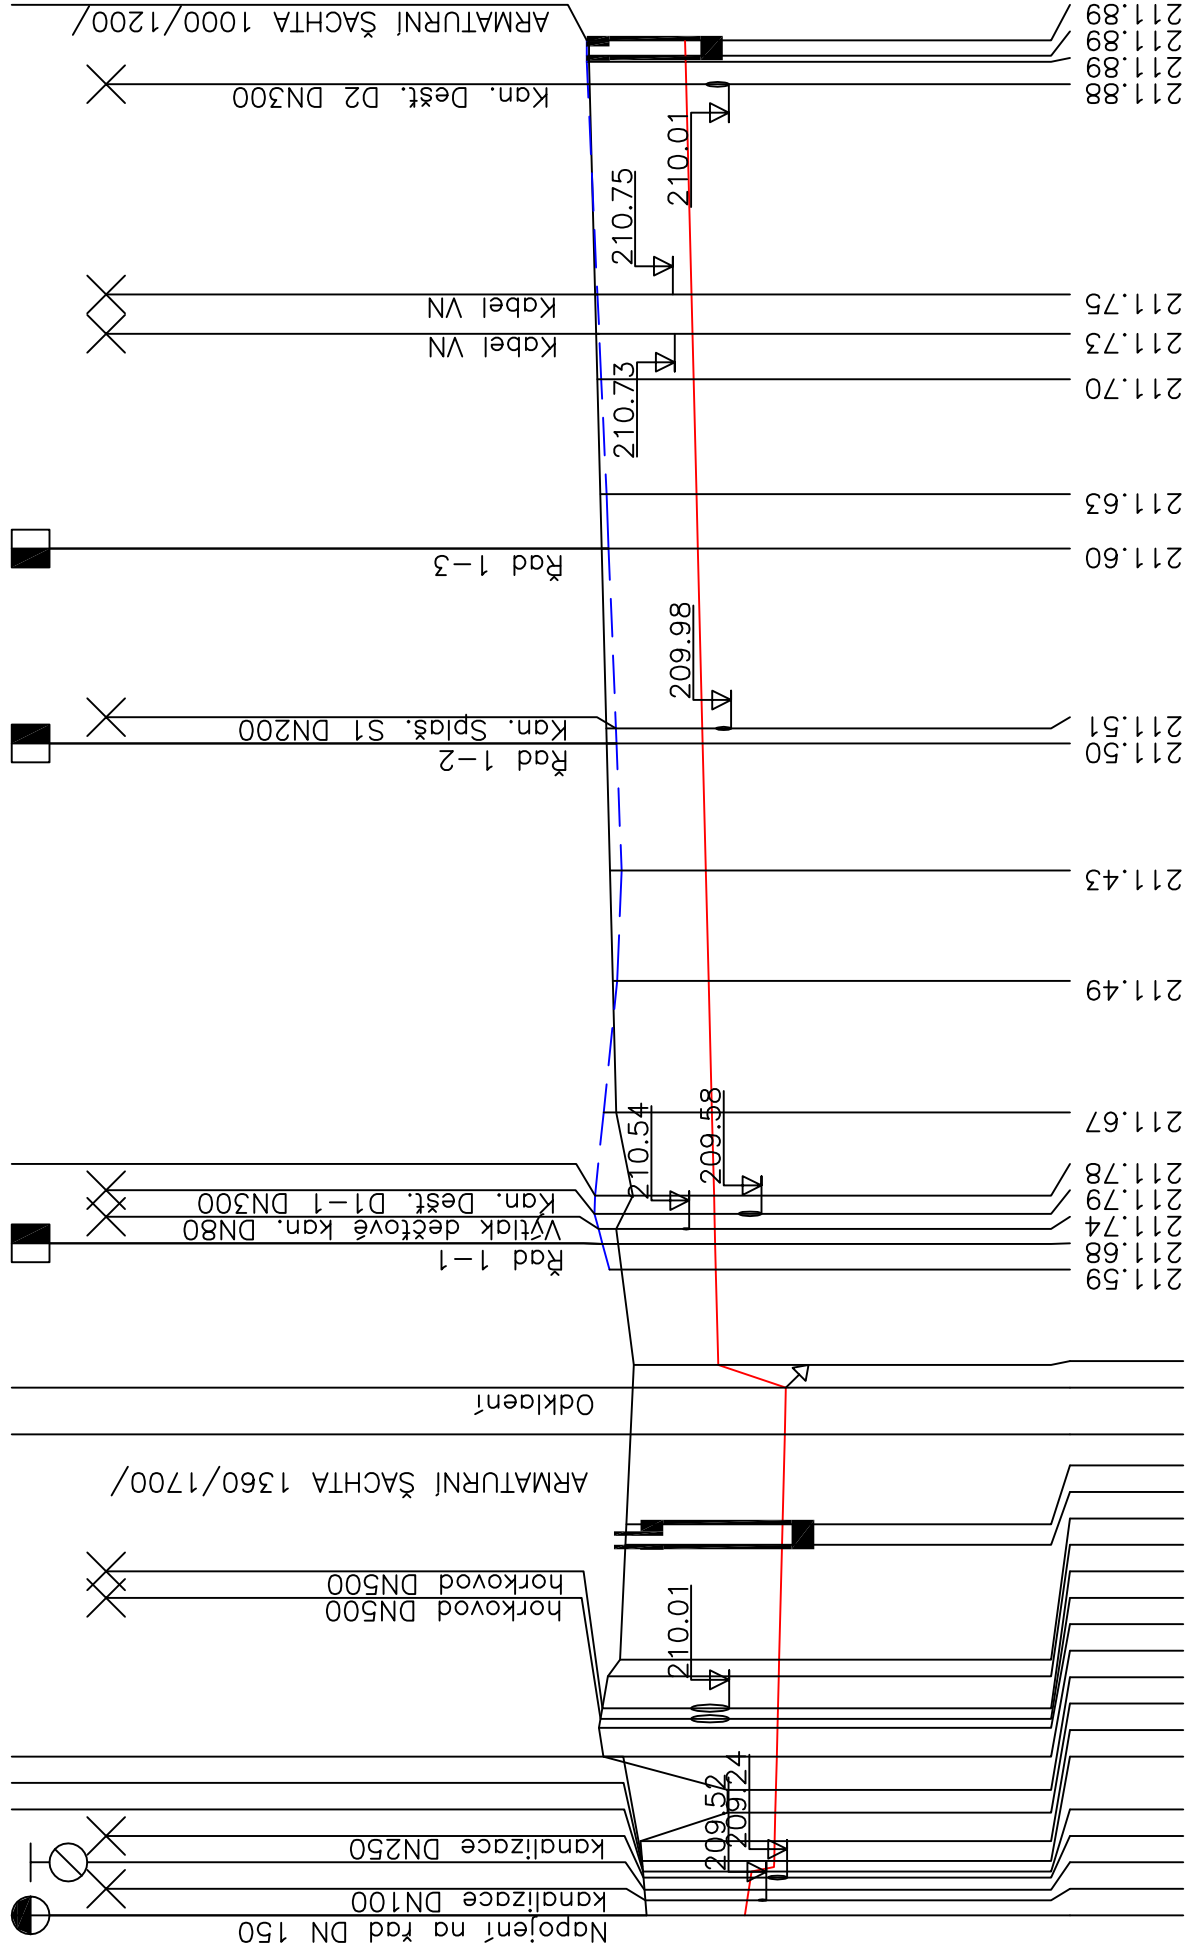 ARMATURNÍ ŠACHTA 1000/1200/
211.89
211.89
211.89
Kan. Dešť. D2 DN300
211.88
210.01
210.75
Kabel VN
211.75
Kabel VN
211.73
210.73
211.70
211.63
Řad 1-3
211.60
209.98
Kan. Splaš. S1 DN200
211.51
Řad 1-2
211.50
211.43
211.49
211.67
210.54
209.58
211.78
Kan. Dešť. D1-1 DN300
211.79
Výtlak dečťové kan. DN80
211.74
Řad 1-1
211.68
211.59
Odklaení
ARMATURNÍ ŠACHTA 1360/1700/
horkovod DN500
horkovod DN500
210.01
209.52
209.24
kanalizace DN250
kanalizace DN100
Napojení na řad DN 150